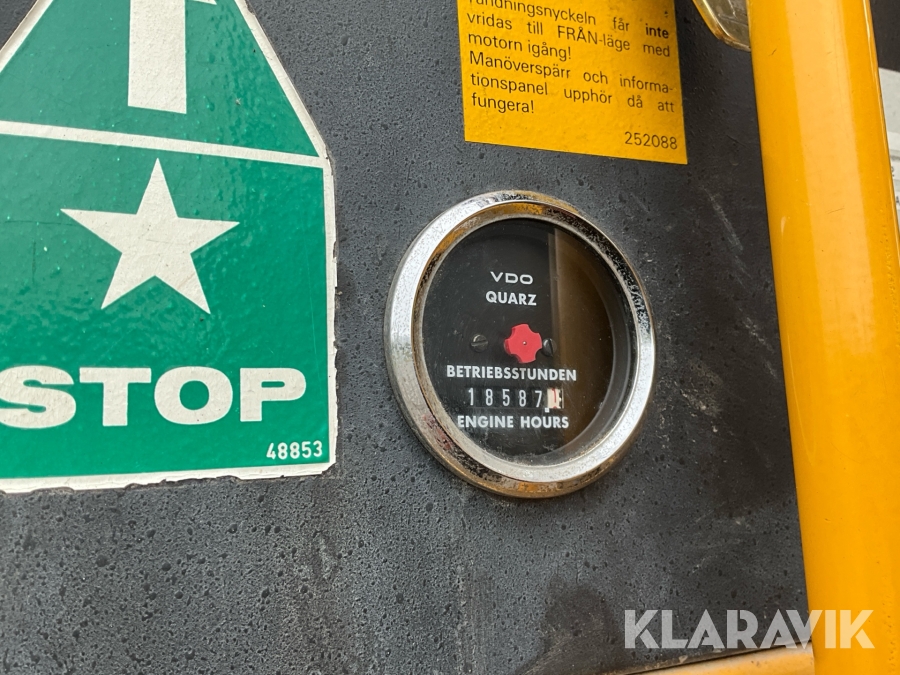 tändningsnyckeln får inte
vridas till FRÅN-läge med
motorn igång!
Manöverspärr och informa-
tionspanel upphör då att
fungera!
252088
VDO
QUARZ
BETRIEBSSTUNDEN
18587
ENGINE HOURS
STOP
48853
KLARAVIK